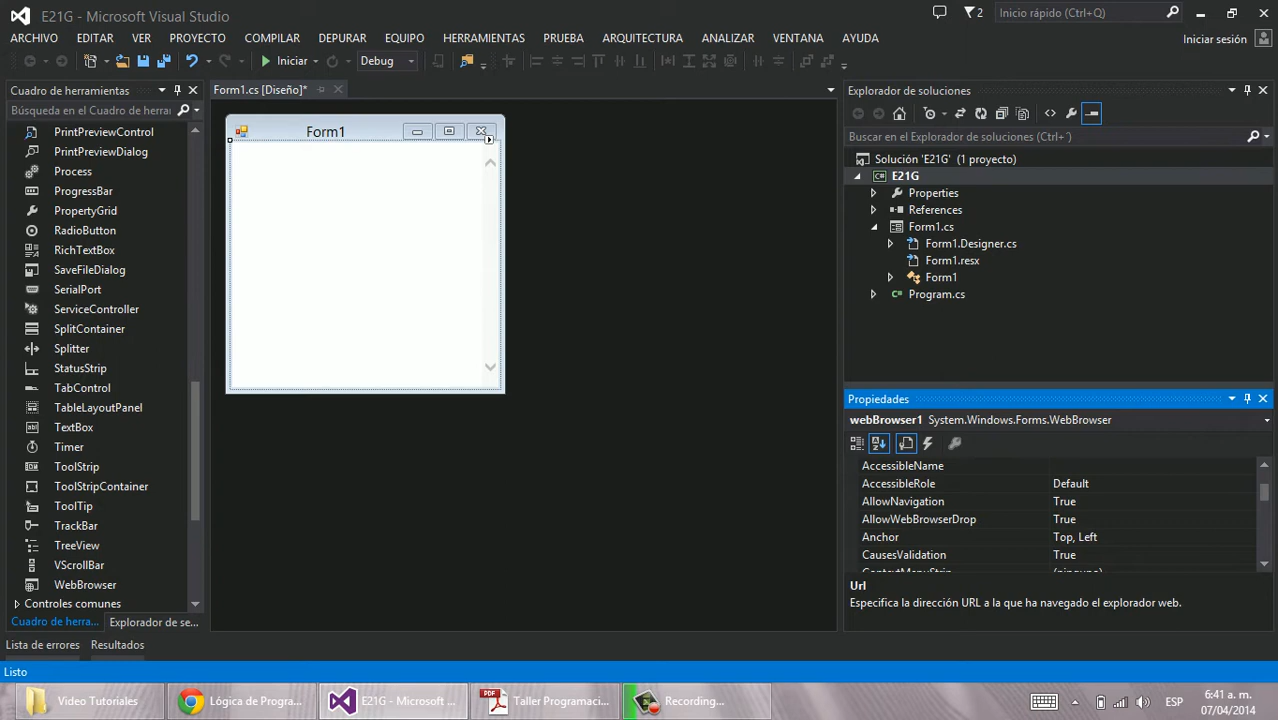 E21G - Microsoft Visual Studio
2
Inicio rápido (Ctrl+Q)
ARCHIVO EDITAR VER PROYECTO COMPILAR DEPURAR EQUIPO HERRAMIENTAS PRUEBA ARQUITECTURA ANALIZAR VENTANA AYUDA
Iniciar sesión
Iniciar
Debug
Cuadro de herramientas
Búsqueda en el Cuadro de herrar
PrintPreviewControl
PrintPreviewDialog
Process
ProgressBar
PropertyGrid
RadioButton
RichTextBox
SaveFileDialog
SerialPort
ServiceController
SplitContainer
Splitter
StatusStrip
TabControl
TableLayoutPanel
TextBox
Timer
ToolStrip
ToolStripContainer
ToolTip
TrackBar
TreeView
VScrollBar
WebBrowser
Controles comunes
Cuadro de herra... Explorador de se...
Form1.cs [Diseño]*
Form1
Explorador de soluciones
Buscar en el Explorador de soluciones (Ctrl+¨)
Solución 'E21G' (1 proyecto)
E21G
Properties
References
Form1.cs
Form1.Designer.cs
Form1.resx
Form1
Program.cs
Propiedades
webBrowser1 System.Windows.Forms.WebBrowser
AccessibleName
AccessibleRole Default
AllowNavigation True
AllowWebBrowserDrop True
Anchor Top, Left
CausesValidation True
ContextMenuStrip (ninguno)
Url
Especifica la dirección URL a la que ha navegado el explorador web.
Lista de errores Resultados
Listo
Video Tutoriales
Lógica de Progra...
E21G - Microsoft ...
PDF
Taller Programaci...
Recording...
ESP
6:41 a. m.
07/04/2014